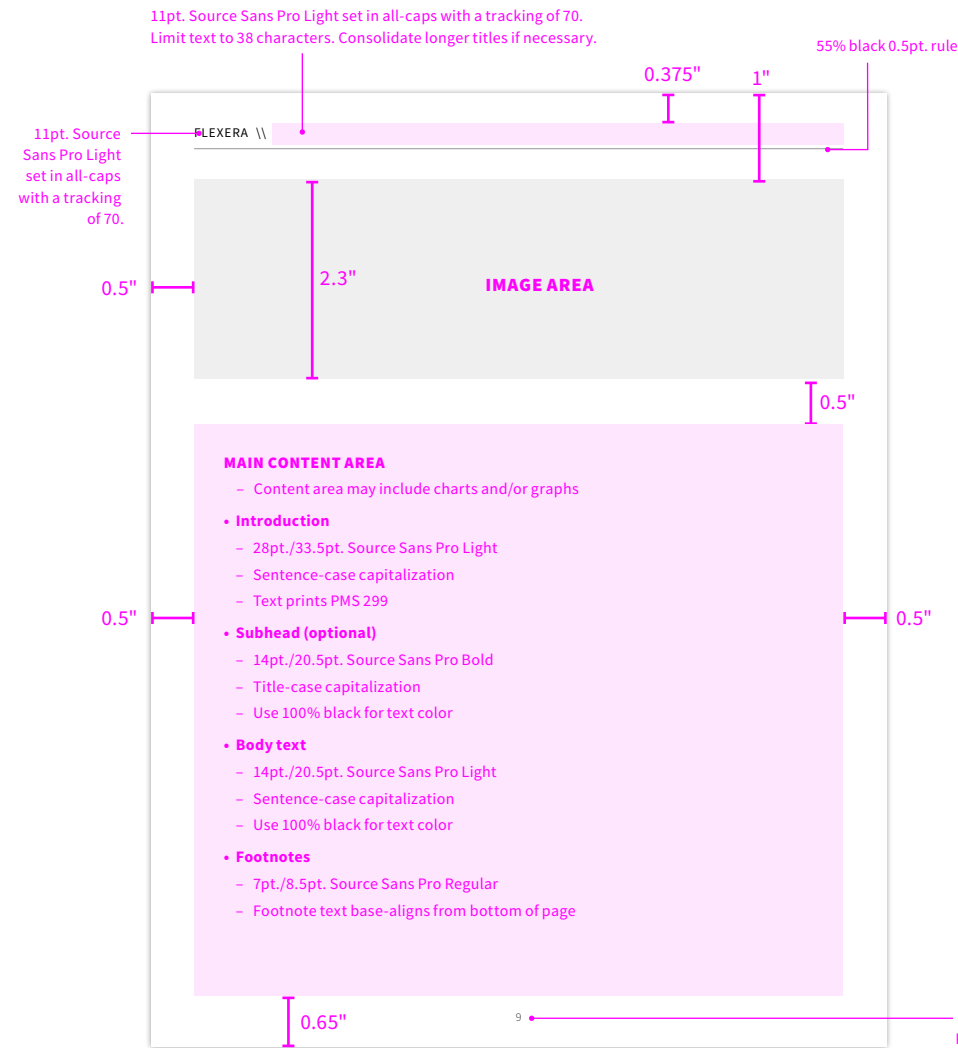 11pt. Source Sans Pro Light set in all-caps with a tracking of 70.
Limit text to 38 characters. Consolidate longer titles if necessary.
55% black 0.5pt. rule
0.375"
1"
11pt. Source
Sans Pro Light
set in all-caps
with a tracking
of 70.
FLEXERA \\
2.3"
0.5"
IMAGE AREA
0.5"
MAIN CONTENT AREA
– Content area may include charts and/or graphs
• Introduction
– 28pt./33.5pt. Source Sans Pro Light
– Sentence-case capitalization
– Text prints PMS 299
0.5"
0.5"
• Subhead (optional)
– 14pt./20.5pt. Source Sans Pro Bold
– Title-case capitalization
– Use 100% black for text color
• Body text
– 14pt./20.5pt. Source Sans Pro Light
– Sentence-case capitalization
– Use 100% black for text color
• Footnotes
– 7pt./8.5pt. Source Sans Pro Regular
– Footnote text base-aligns from bottom of page
0.65"
9